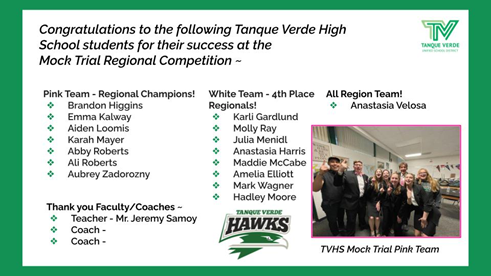 Congratulations to the following Tanque Verde High
School students for their success at the
Mock Trial Regional Competition ~
TV
TANQUE VERDE
Pink Team - Regional Champions!
Brandon Higgins
Emma Kalway
Aiden Loomis
Karah Mayer
Abby Roberts
Ali Roberts
Aubrey Zadorozny
White Team - 4th Place
Regionals!
Karli Gardlund
Molly Ray
Julia Menidl
Anastasia Harris
Maddie McCabe
Amelia Elliott
Mark Wagner
Hadley Moore
All Region Team!
Anastasia Velosa
Thank you Faculty/Coaches –
Teacher - Mr. Jeremy Samoy
Coach -
Coach -
TANQUE VERDE
HAWKS
TVHS Mock Trial Pink Team